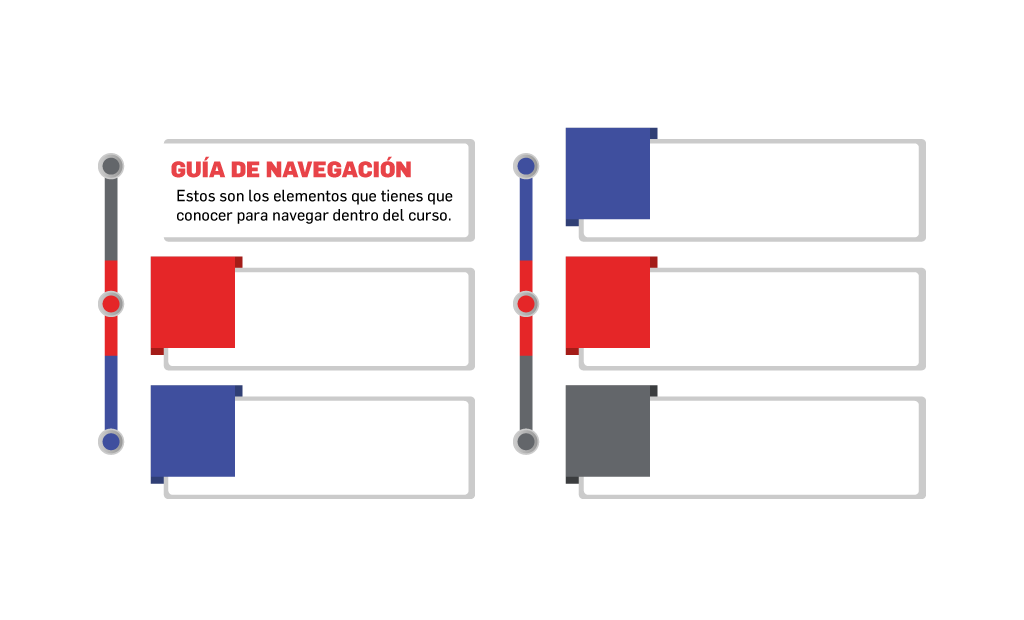 GUÍA DE NAVEGACIÓN
Estos son los elementos que tienes que
conocer para navegar dentro del curso.